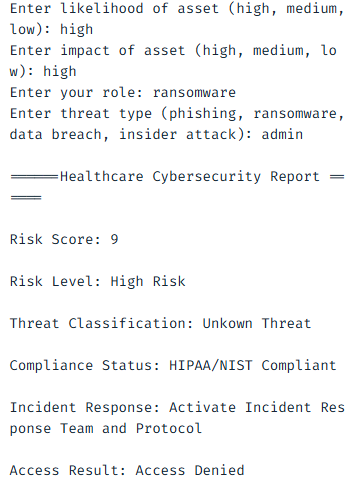 Enter likelihood of asset (high, medium,
low): high
Enter impact of asset (high, medium, lo
w): high
Enter your role: ransomware
Enter threat type (phishing, ransomware,
data breach, insider attack): admin
======Healthcare Cybersecurity Report ==
====
Risk Score: 9
Risk Level: High Risk
Threat Classification: Unkown Threat
Compliance Status: HIPAA/NIST Compliant
Incident Response: Activate Incident Res
ponse Team and Protocol
Access Result: Access Denied